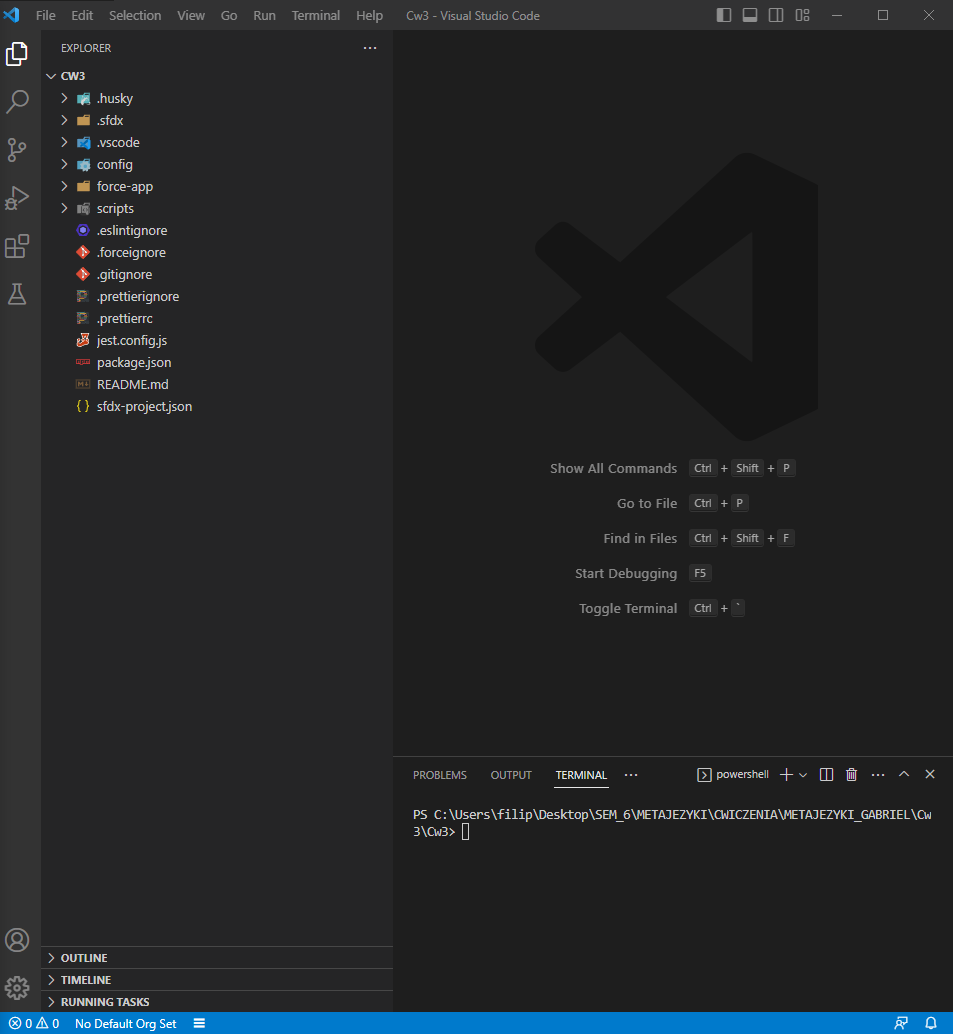 File Edit Selection View Go Run Terminal Help Cw3 - Visual Studio Code
EXPLORER
CW3
.husky
.sfdx
.vscode
config
force-app
scripts
.eslintignore
.forceignore
.gitignore
.prettierignore
.prettierrc
jest.config.js
package.json
README.md
{ } sfdx-project.json
Show All Commands Ctrl + Shift + P
Go to File Ctrl + P
Find in Files Ctrl + Shift + F
Start Debugging F5
Toggle Terminal Ctrl + `
PROBLEMS OUTPUT TERMINAL ··· powershell
PS C:\Users\filip\Desktop\SEM_6\METAJEZYKI\CWICZENIA\METAJEZYKI_GABRIEL\Cw
3\Cw3>
OUTLINE
TIMELINE
RUNNING TASKS
0 0 No Default Org Set